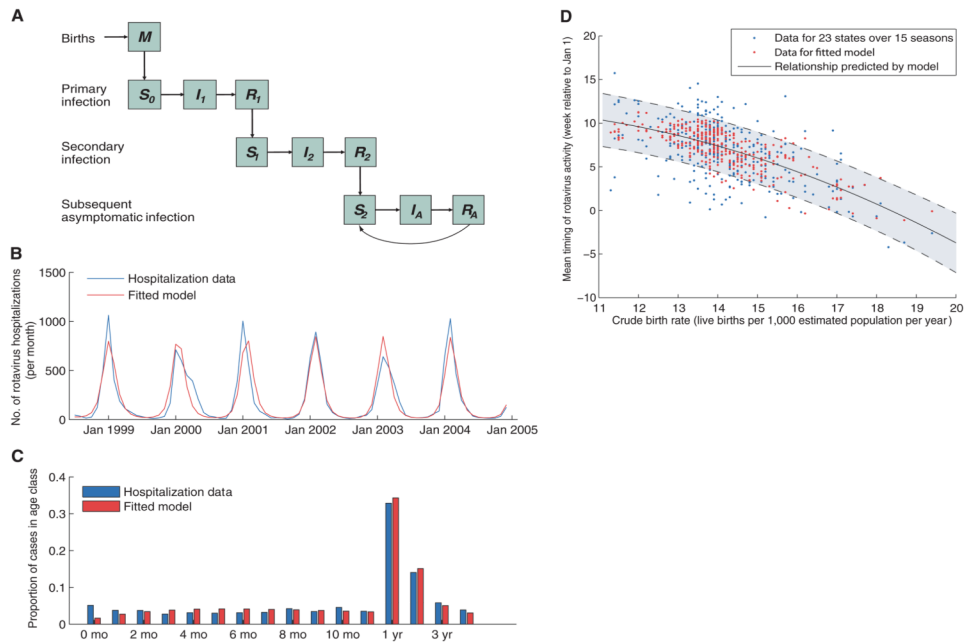 A
Births
M
Primary
infection
S0
I1
R1
Secondary
infection
S1
I2
R2
Subsequent
asymptomatic infection
S2
IA
RA
B
No. of rotavirus hospitalizations
(per month)
1500
1000
500
0
Hospitalization data
Fitted model
Jan 1999
Jan 2000
Jan 2001
Jan 2002
Jan 2003
Jan 2004
Jan 2005
C
Proportion of cases in age class
0.4
0.3
0.2
0.1
0
Hospitalization data
Fitted model
0 mo
2 mo
4 mo
6 mo
8 mo
10 mo
1 yr
3 yr
D
Mean timing of rotavirus activity (week relative to Jan 1)
20
15
10
5
0
−5
−10
Data for 23 states over 15 seasons
Data for fitted model
Relationship predicted by model
11
12
13
14
15
16
17
18
19
20
Crude birth rate (live births per 1,000 estimated population per year)